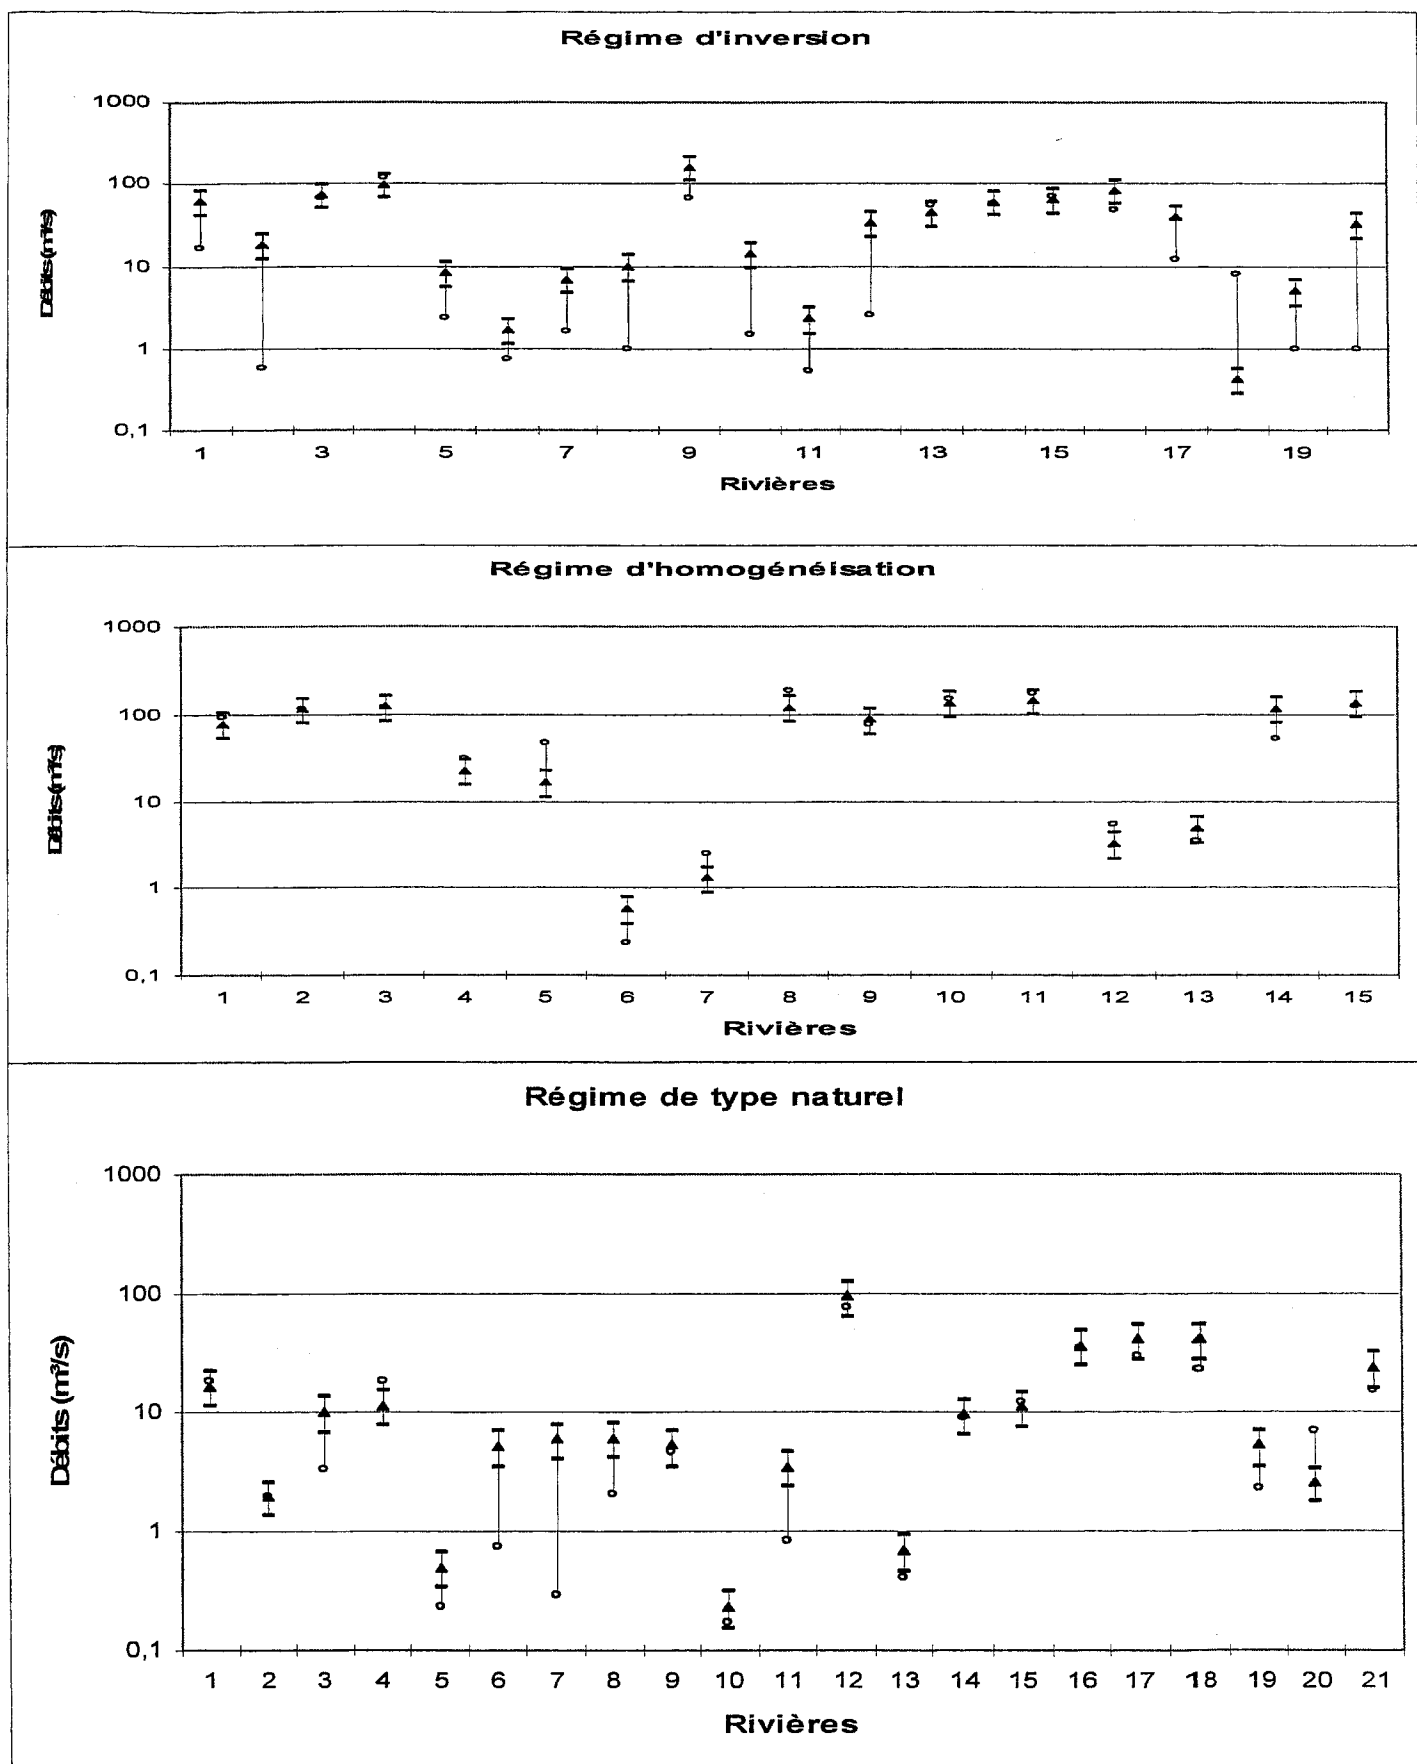 Régime d'inversion
1000
100
10
1
0,1
Débits (m³/s)
1 3 5 7 9 11 13 15 17 19
Rivières
Régime d'homogénéisation
1000
100
10
1
0,1
Débits (m³/s)
1 2 3 4 5 6 7 8 9 10 11 12 13 14 15
Rivières
Régime de type naturel
1000
100
10
1
0,1
Débits (m³/s)
1 2 3 4 5 6 7 8 9 10 11 12 13 14 15 16 17 18 19 20 21
Rivières